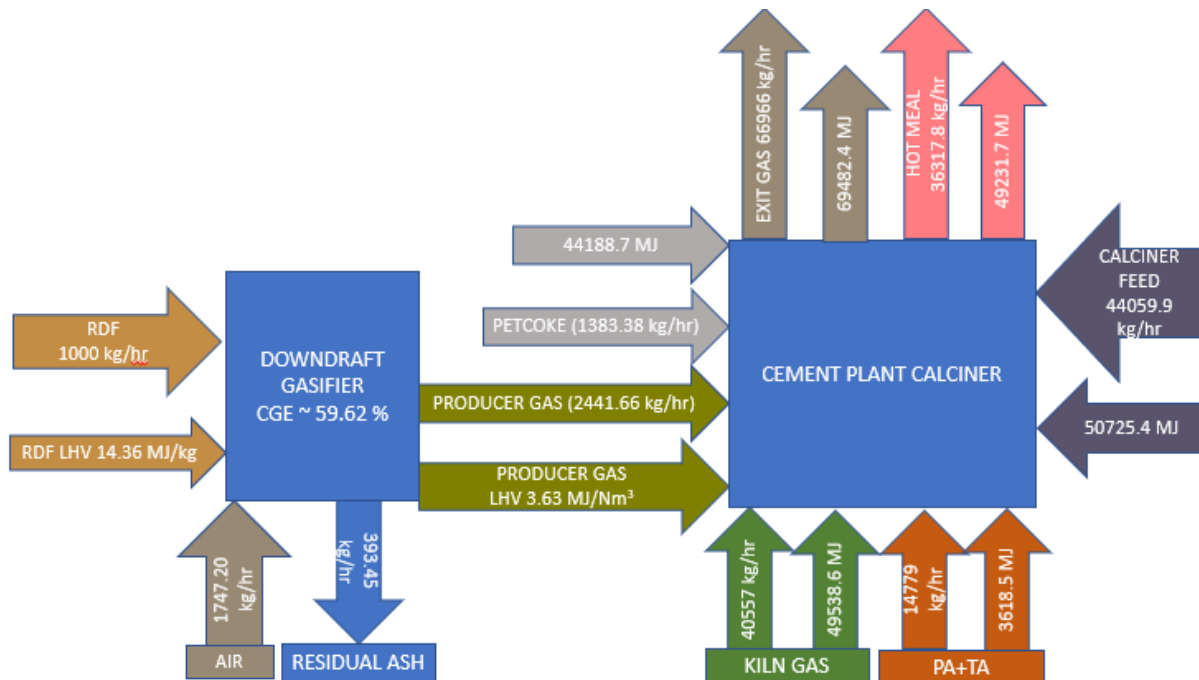 EXIT GAS 66966 kg/hr
69482.4 MJ
HOT MEAL
36317.8 kg/hr
49231.7 MJ
44188.7 MJ
PETCOKE (1383.38 kg/hr)
CALCINER
FEED
44059.9
kg/hr
RDF
1000 kg/hr
DOWNDRAFT
GASIFIER
CGE ~ 59.62 %
CEMENT PLANT CALCINER
PRODUCER GAS (2441.66 kg/hr)
50725.4 MJ
RDF LHV 14.36 MJ/kg
PRODUCER GAS
LHV 3.63 MJ/Nm³
1747.20
kg/hr
393.45
kg/hr
40557 kg/hr
49538.6 MJ
14779
kg/hr
3618.5 MJ
AIR
RESIDUAL ASH
KILN GAS
PA+TA